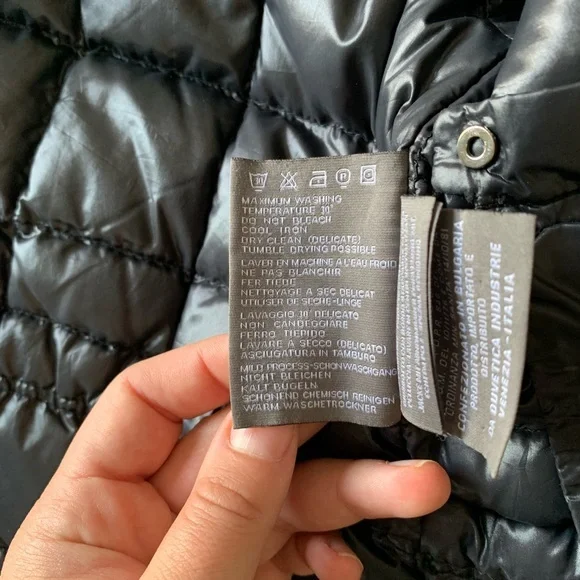 MAXIMUM WASHING
TEMPERATURE 30°
DO NOT BLEACH
COOL IRON
DRY CLEAN (DELICATE)
TUMBLE DRYING POSSIBLE
LAVER EN MACHINE A L'EAU FROID
NE PAS BLANCHIR
FER TIEDE
NETTOYAGE A SEC DELICAT
UTILISER DE SECHE-LINGE
LAVAGGIO 30° DELICATO
NON CANDEGGIARE
FERRO TIEPIDO
LAVARE A SECCO (DELICATO)
ASCIUGATURA IN TAMBURO
MILD PROCESS-SCHONWASCHGANG
NICHT BLEICHEN
KALT BUGELN
SCHONEND CHEMISCH REINIGEN
WARM WASCHETROCKNER
CONFEZIONATO IN BULGARIA
PRODOTTO, IMPORTATO E
DISTRIBUITO
DA DUVETICA INDUSTRIE
VENEZIA - ITALIA